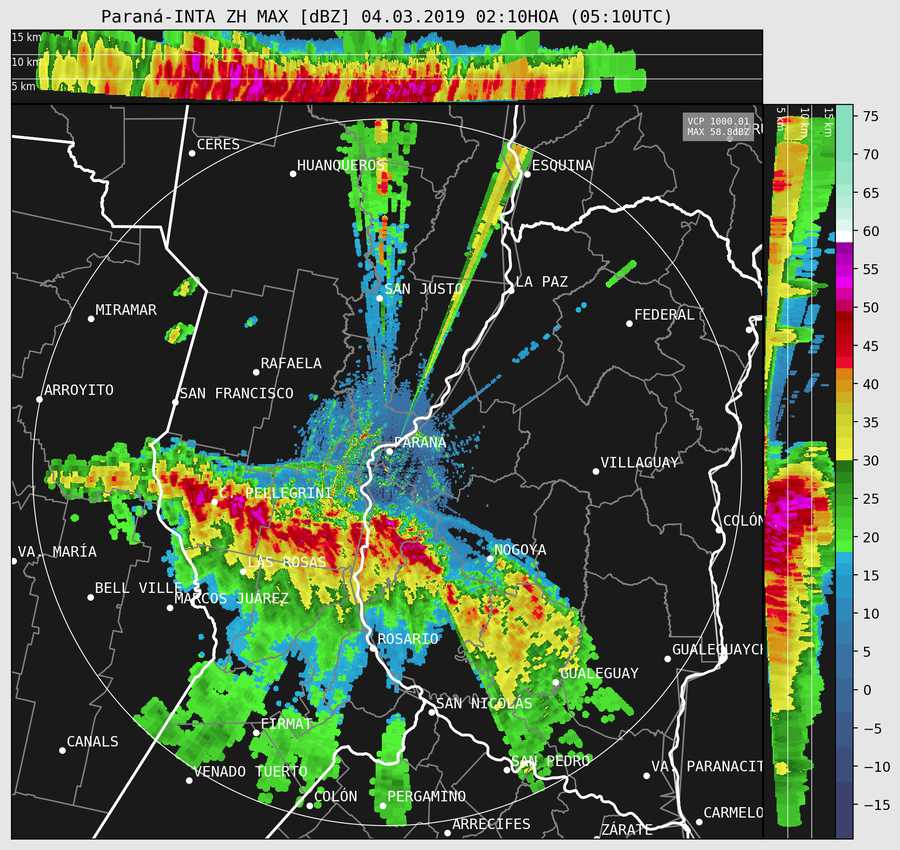 Paraná-INTA ZH MAX [dBZ] 04.03.2019 02:10HOA (05:10UTC)
15 km
10 km
5 km
5 km
10 km
15 km
VCP 1000.01
MAX 58.8dBZ
CERES
HUANQUEROS
ESQUINA
SAN JUSTO
LA PAZ
MIRAMAR
FEDERAL
RAFAELA
ARROYITO
SAN FRANCISCO
PARANÁ
VILLAGUAY
C. PELLEGRINI
COLÓN
VA. MARÍA
NOGOYA
LAS ROSAS
BELL VILLE
MARCOS JUÁREZ
ROSARIO
GUALEGUAYCH
GUALEGUAY
SAN NICOLÁS
FIRMAT
CANALS
SAN PEDRO
VA. PARANACIT
VENADO TUERTO
COLÓN
PERGAMINO
CARMELO
ARRECIFES
ZÁRATE
75
70
65
60
55
50
45
40
35
30
25
20
15
10
5
0
−5
−10
−15